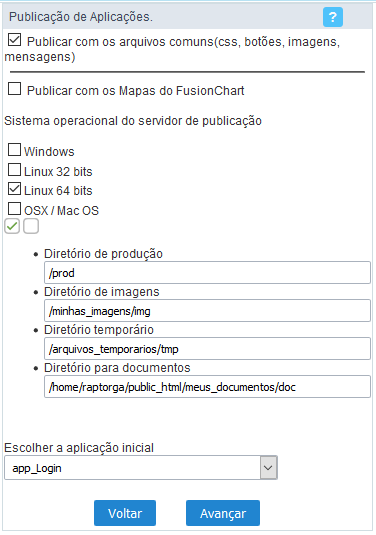 Publicação de Aplicações.
?
Publicar com os arquivos comuns(css, botões, imagens,
mensagens)
Publicar com os Mapas do FusionChart
Sistema operacional do servidor de publicação
Windows
Linux 32 bits
Linux 64 bits
OSX / Mac OS
Diretório de produção
/prod
Diretório de imagens
/minhas_imagens/img
Diretório temporário
/arquivos_temporarios/tmp
Diretório para documentos
/home/raptorga/public_html/meus_documentos/doc
Escolher a aplicação inicial
app_Login
Voltar
Avançar